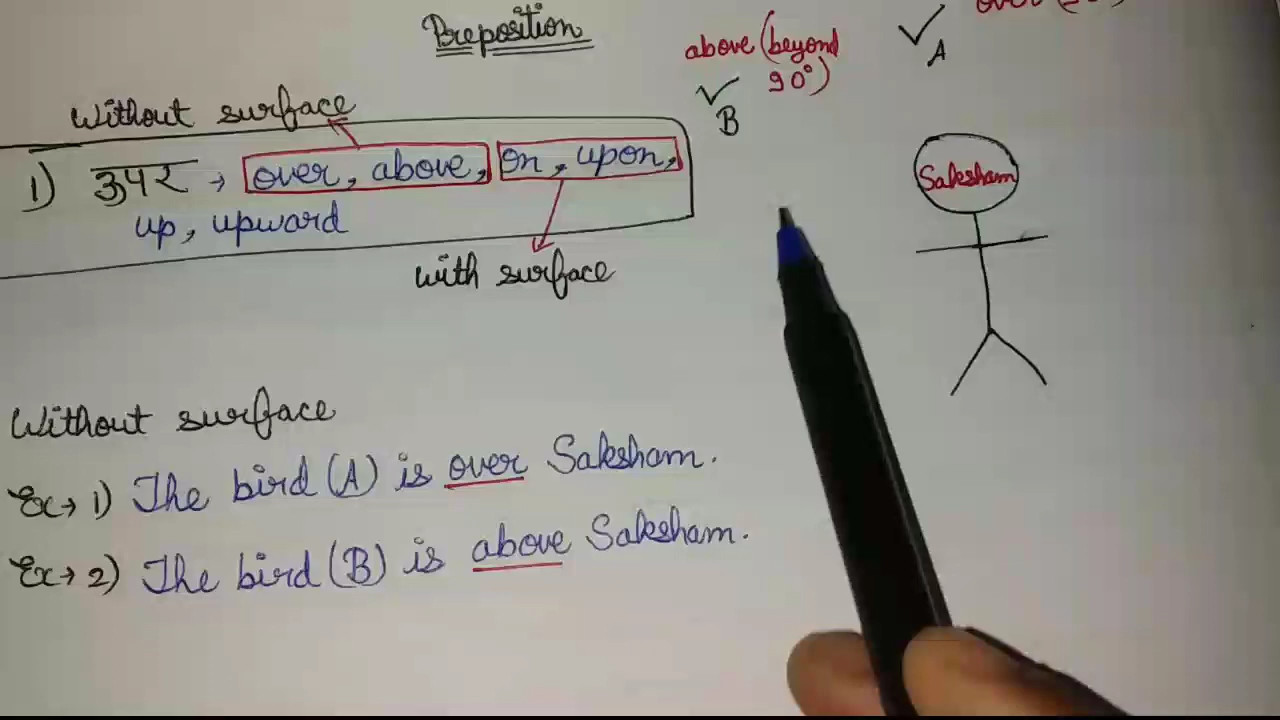 Preposition
over
above (beyond
90°)
A
B
Without surface
1) ऊपर → over, above, on, upon,
up, upward
with surface
Saksham
Without surface
Ex→ 1) The bird (A) is over Saksham.
Ex→ 2) The bird (B) is above Saksham.